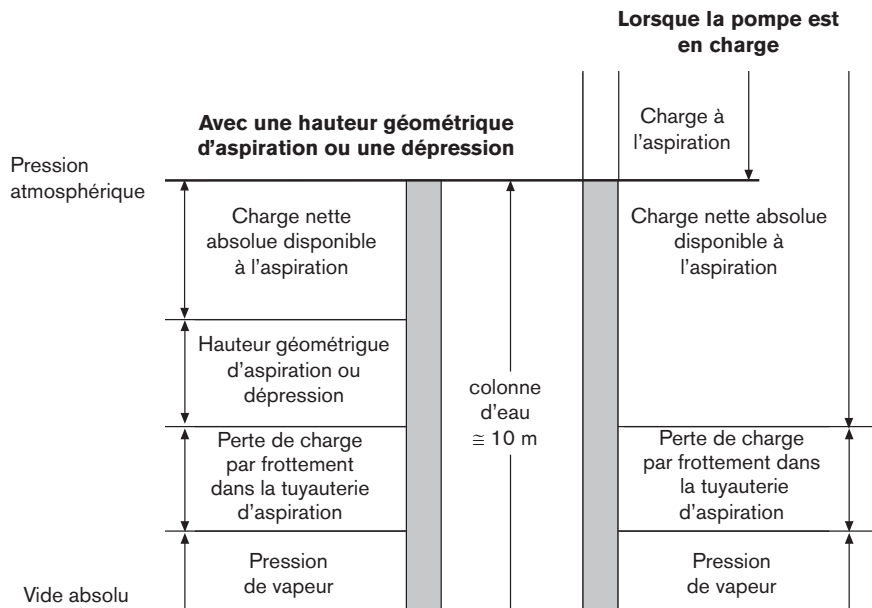 Lorsque la pompe est
en charge
Avec une hauteur géométrique
d'aspiration ou une dépression
Charge à
l'aspiration
Pression
atmosphérique
Charge nette
absolue disponible
à l'aspiration
Charge nette absolue
disponible à
l'aspiration
Hauteur géométrigue
d'aspiration ou
dépression
colonne
d'eau
≅ 10 m
Perte de charge
par frottement
dans la tuyauterie
d'aspiration
Perte de charge
par frottement dans
la tuyauterie
d'aspiration
Pression
de vapeur
Pression
de vapeur
Vide absolu